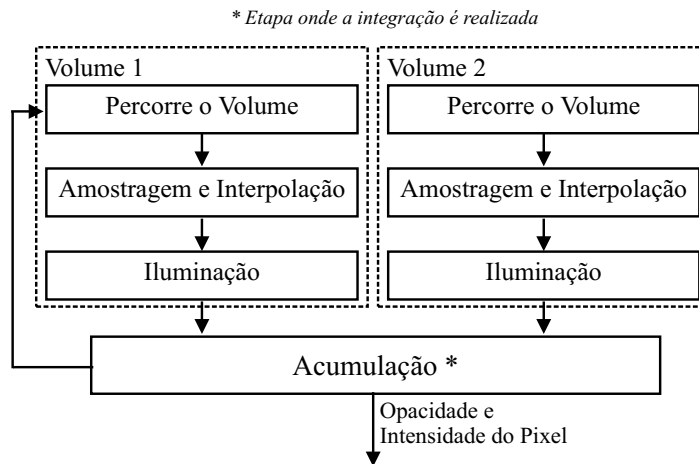 * Etapa onde a integração é realizada
Volume 1
Percorre o Volume
Amostragem e Interpolação
Iluminação
Volume 2
Percorre o Volume
Amostragem e Interpolação
Iluminação
Acumulação *
Opacidade e
Intensidade do Pixel